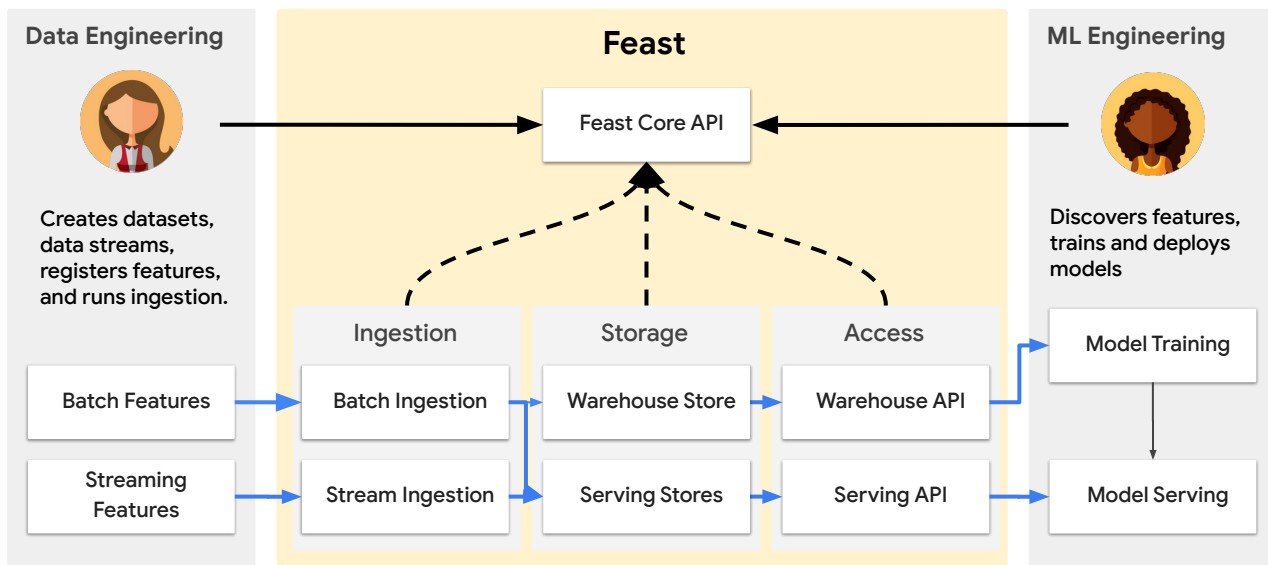 Data Engineering
Feast
ML Engineering
Feast Core API
Creates datasets,
data streams,
registers features,
and runs ingestion.
Discovers features,
trains and deploys
models
Ingestion
Storage
Access
Model Training
Batch Features
Batch Ingestion
Warehouse Store
Warehouse API
Streaming
Features
Stream Ingestion
Serving Stores
Serving API
Model Serving